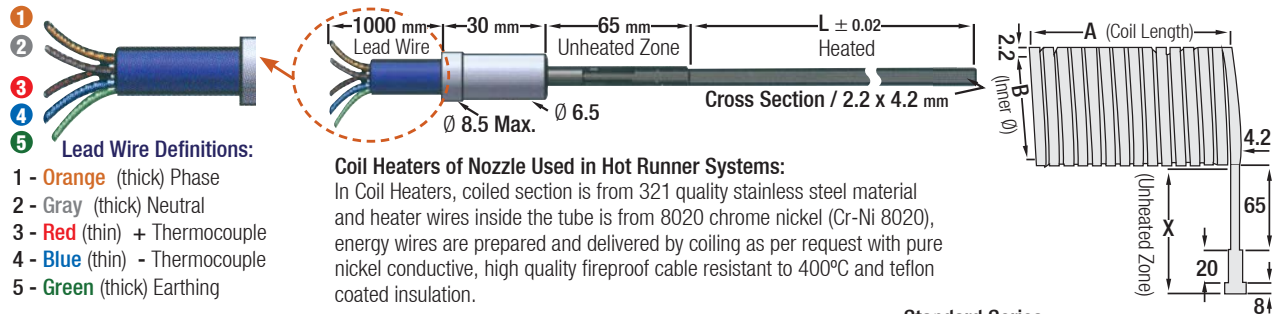 1
2
3
4
5
Lead Wire Definitions:
1 - Orange (thick) Phase
2 - Gray (thick) Neutral
3 - Red (thin) + Thermocouple
4 - Blue (thin) - Thermocouple
5 - Green (thick) Earthing
1000 mm 30 mm 65 mm L ± 0.02
Lead Wire Unheated Zone Heated
Cross Section / 2.2 x 4.2 mm
Ø 8.5 Max. Ø 6.5
Coil Heaters of Nozzle Used in Hot Runner Systems:
In Coil Heaters, coiled section is from 321 quality stainless steel material
and heater wires inside the tube is from 8020 chrome nickel (Cr-Ni 8020),
energy wires are prepared and delivered by coiling as per request with pure
nickel conductive, high quality fireproof cable resistant to 400ºC and teflon
coated insulation.
A (Coil Length)
2.2
B
(Inner Ø)
4.2
65
X
(Unheated Zone)
20
8